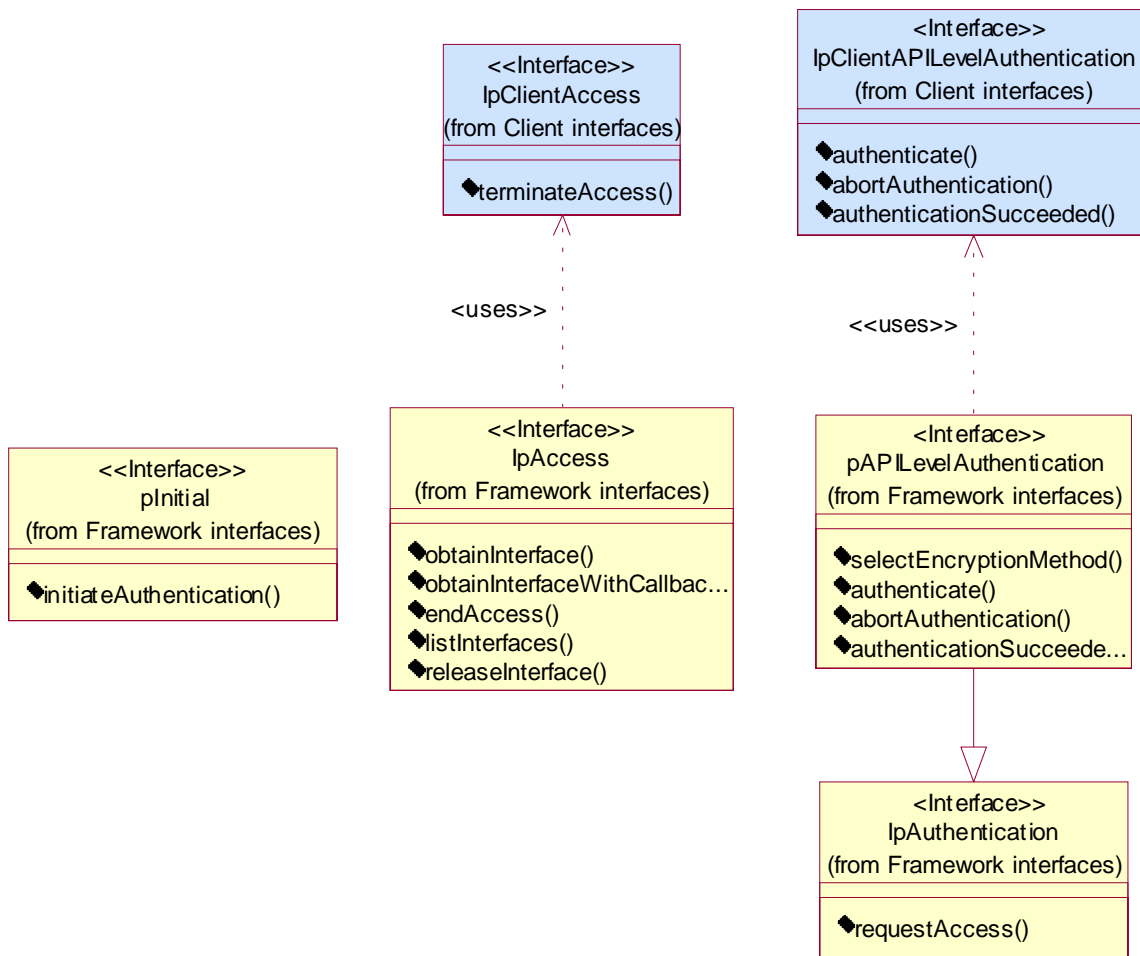 <<Interface>>
IpClientAccess
(from Client interfaces)
terminateAccess()
<Interface>>
IpClientAPILevelAuthentication
(from Client interfaces)
authenticate()
abortAuthentication()
authenticationSucceeded()
<uses>>
<<uses>>
<<Interface>>
pInitial
(from Framework interfaces)
initiateAuthentication()
<<Interface>>
IpAccess
(from Framework interfaces)
obtainInterface()
obtainInterfaceWithCallbac...
endAccess()
listInterfaces()
releaseInterface()
<Interface>>
pAPILevelAuthentication
(from Framework interfaces)
selectEncryptionMethod()
authenticate()
abortAuthentication()
authenticationSucceede...
<Interface>>
IpAuthentication
(from Framework interfaces)
requestAccess()